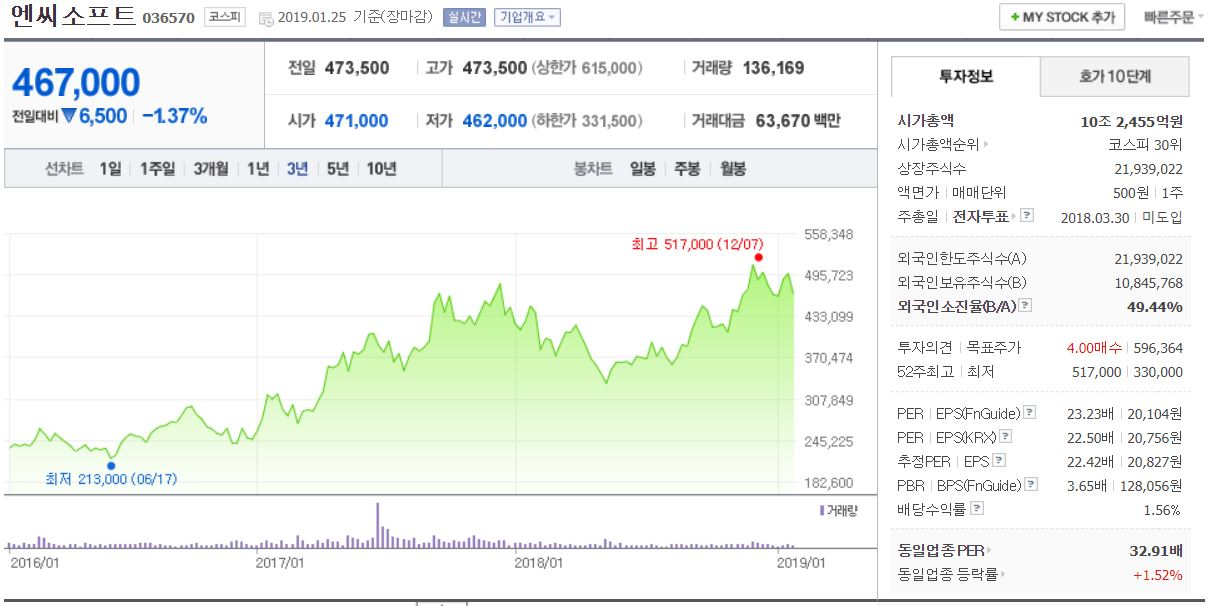 엔씨소프트 036570 코스피 2019.01.25 기준(장마감) 실시간 기업개요
+ MY STOCK 추가 빠른주문
467,000
전일대비 ▼6,500 −1.37%
전일 473,500 고가 473,500 (상한가 615,000) 거래량 136,169
시가 471,000 저가 462,000 (하한가 331,500) 거래대금 63,670 백만
선차트 1일 1주일 3개월 1년 3년 5년 10년 봉차트 일봉 주봉 월봉
최고 517,000 (12/07)
최저 213,000 (06/17)
558,348
495,723
433,099
370,474
307,849
245,225
182,600
거래량
2016/01 2017/01 2018/01 2019/01
투자정보 호가 10단계
시가총액 10조 2,455억원
시가총액순위 코스피 30위
상장주식수 21,939,022
액면가 | 매매단위 500원 | 1주
주총일 | 전자투표 ? 2018.03.30 | 미도입
외국인한도주식수(A) 21,939,022
외국인보유주식수(B) 10,845,768
외국인소진율(B/A) ? 49.44%
투자의견 | 목표주가 4.00매수 | 596,364
52주최고 | 최저 517,000 | 330,000
PER | EPS(FnGuide) ? 23.23배 | 20,104원
PER | EPS(KRX) ? 22.50배 | 20,756원
추정PER | EPS ? 22.42배 | 20,827원
PBR | BPS(FnGuide) ? 3.65배 | 128,056원
배당수익률 ? 1.56%
동일업종 PER 32.91배
동일업종 등락률 +1.52%